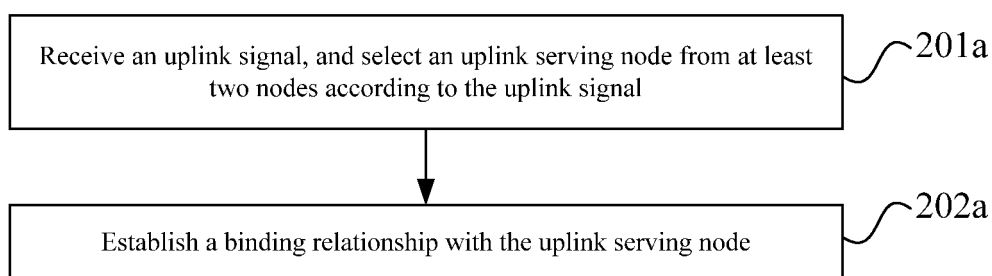 Receive an uplink signal, and select an uplink serving node from at least
two nodes according to the uplink signal
201a
202a
Establish a binding relationship with the uplink serving node